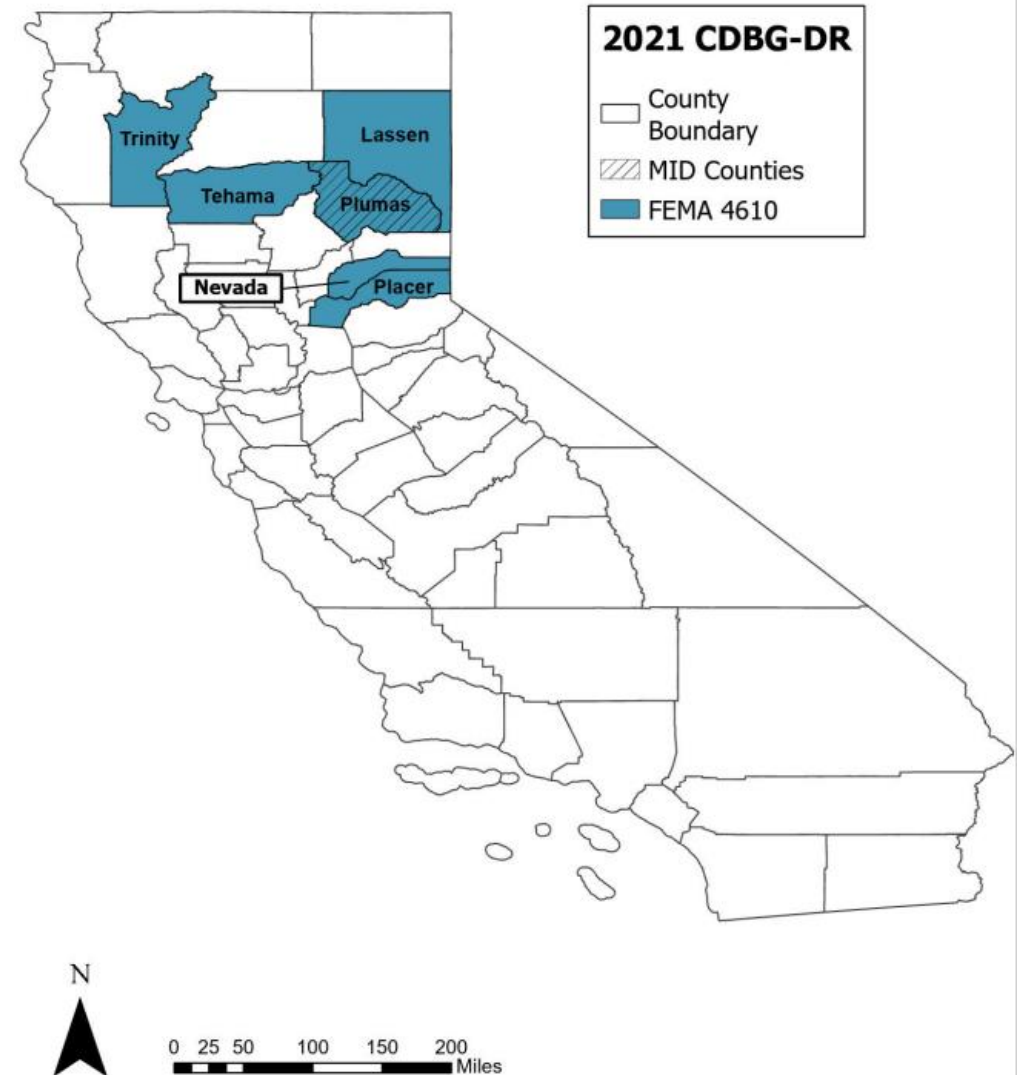 2021 CDBG-DR
County
Boundary
MID Counties
FEMA 4610
Trinity
Lassen
Tehama
Plumas
Nevada
Placer
N
0 25 50 100 150 200
Miles